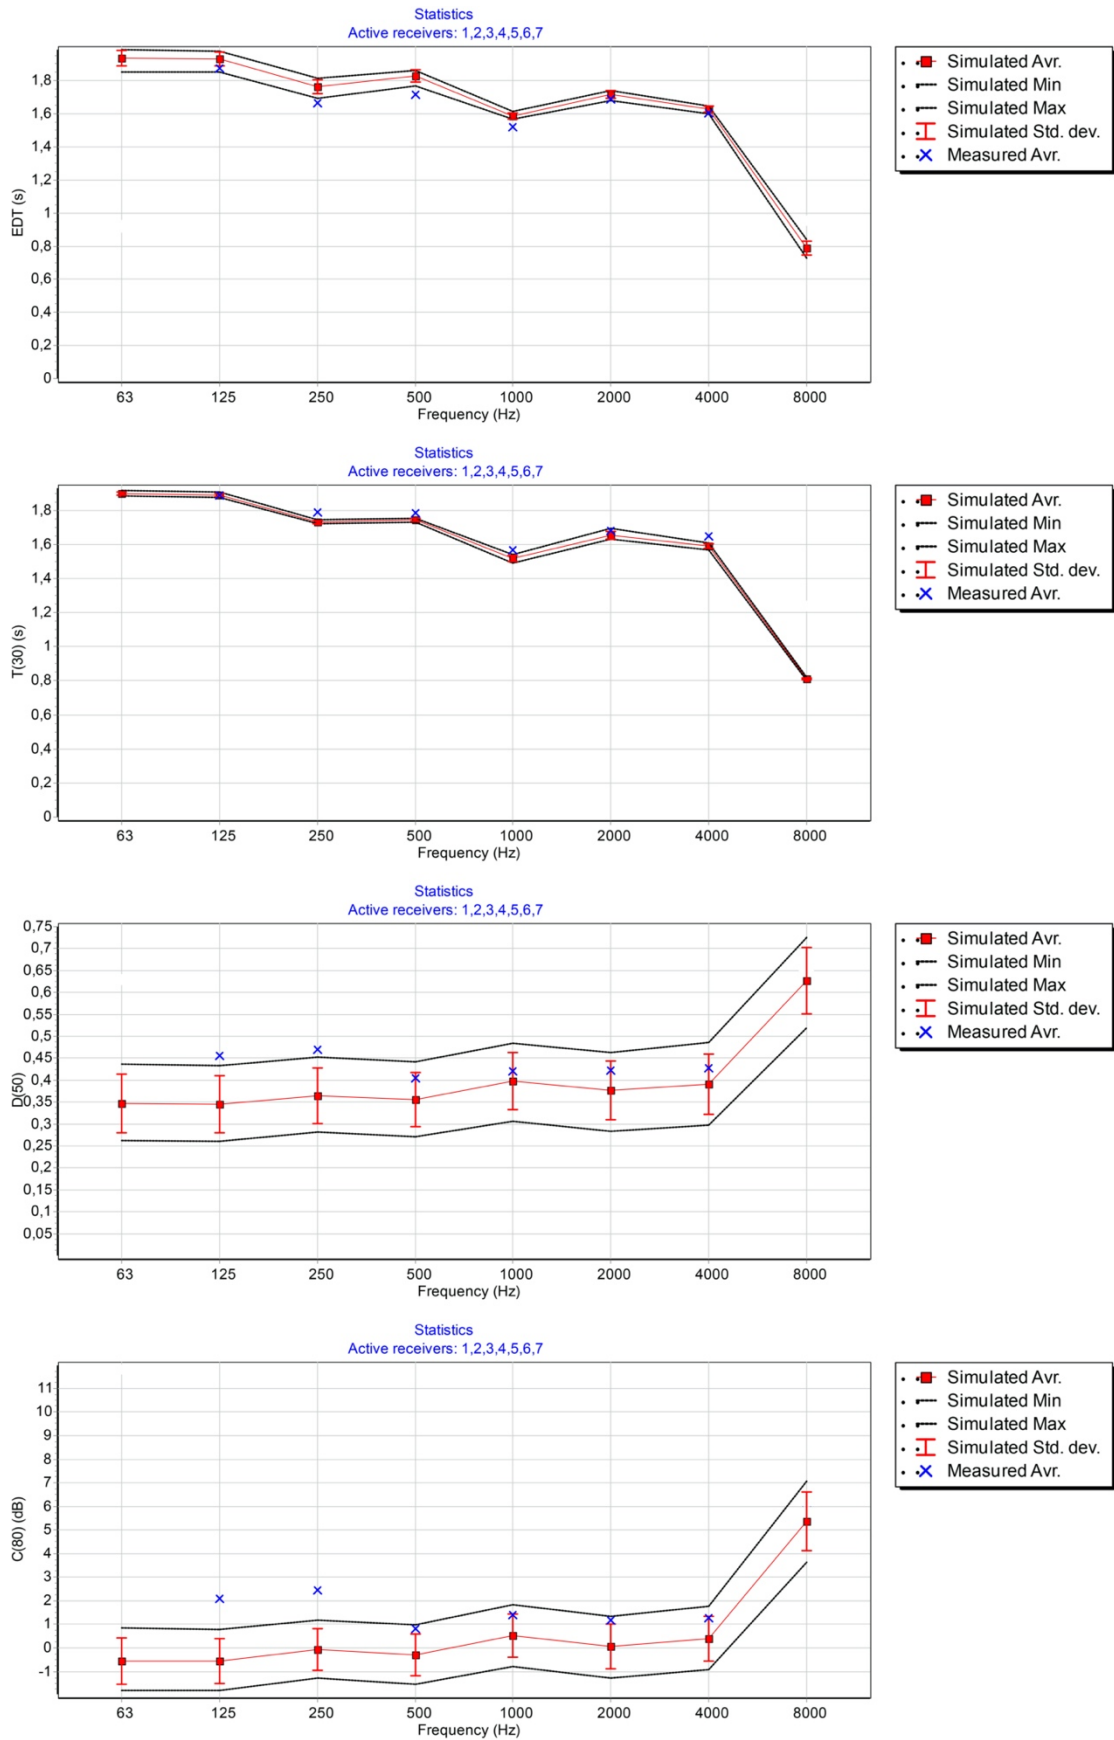 Statistics
Active receivers: 1,2,3,4,5,6,7
EDT (s)
1,8
1,6
1,4
1,2
1
0,8
0,6
0,4
0,2
0
63 125 250 500 1000 2000 4000 8000
Frequency (Hz)
Simulated Avr.
Simulated Min
Simulated Max
Simulated Std. dev.
Measured Avr.
Statistics
Active receivers: 1,2,3,4,5,6,7
T(30) (s)
1,8
1,6
1,4
1,2
1
0,8
0,6
0,4
0,2
0
63 125 250 500 1000 2000 4000 8000
Frequency (Hz)
Simulated Avr.
Simulated Min
Simulated Max
Simulated Std. dev.
Measured Avr.
Statistics
Active receivers: 1,2,3,4,5,6,7
D(50)
0,75
0,7
0,65
0,6
0,55
0,5
0,45
0,4
0,35
0,3
0,25
0,2
0,15
0,1
0,05
63 125 250 500 1000 2000 4000 8000
Frequency (Hz)
Simulated Avr.
Simulated Min
Simulated Max
Simulated Std. dev.
Measured Avr.
Statistics
Active receivers: 1,2,3,4,5,6,7
C(80) (dB)
11
10
9
8
7
6
5
4
3
2
1
0
-1
63 125 250 500 1000 2000 4000 8000
Frequency (Hz)
Simulated Avr.
Simulated Min
Simulated Max
Simulated Std. dev.
Measured Avr.